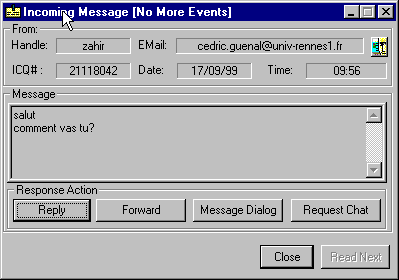 Incoming Message [No More Events]
From:
Handle: zahir EMail: cedric.guenal@univ-rennes1.fr
ICQ# : 21118042 Date: 17/09/99 Time: 09:56
Message
salut
comment vas tu?
Response Action
Reply Forward Message Dialog Request Chat
Close Read Next